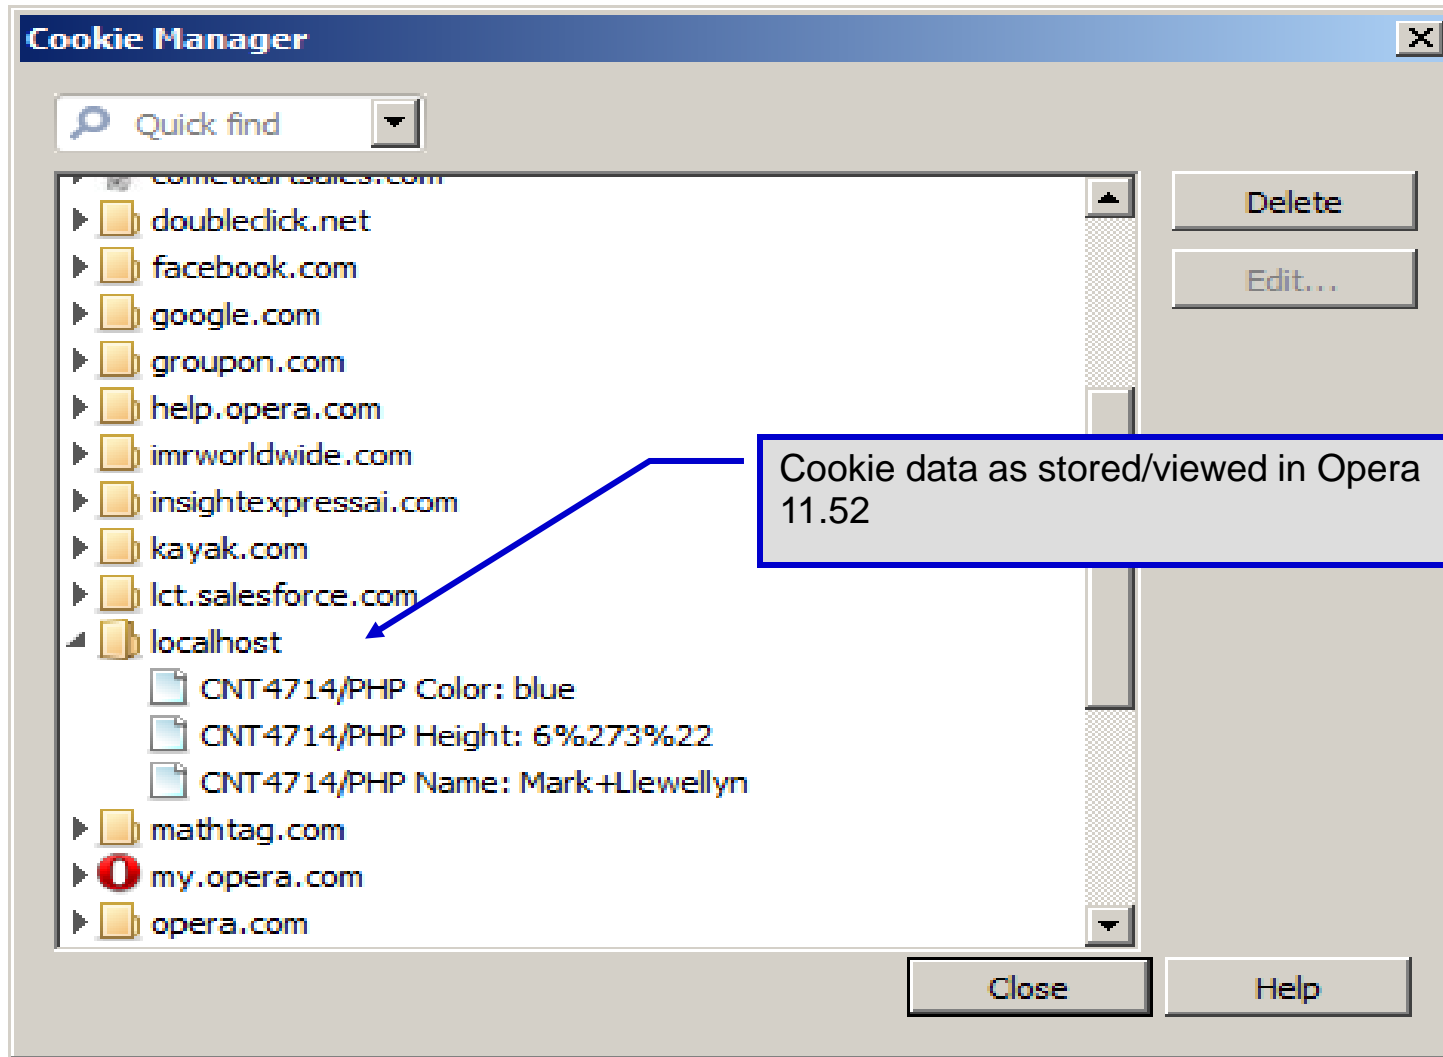 Cookie Manager
Quick find
cometkartsales.com
doubleclick.net
facebook.com
google.com
groupon.com
help.opera.com
imrworldwide.com
insightexpressai.com
kayak.com
lct.salesforce.com
localhost
CNT4714/PHP Color: blue
CNT4714/PHP Height: 6%273%22
CNT4714/PHP Name: Mark+Llewellyn
mathtag.com
my.opera.com
opera.com
Delete
Edit...
Cookie data as stored/viewed in Opera
11.52
Close
Help